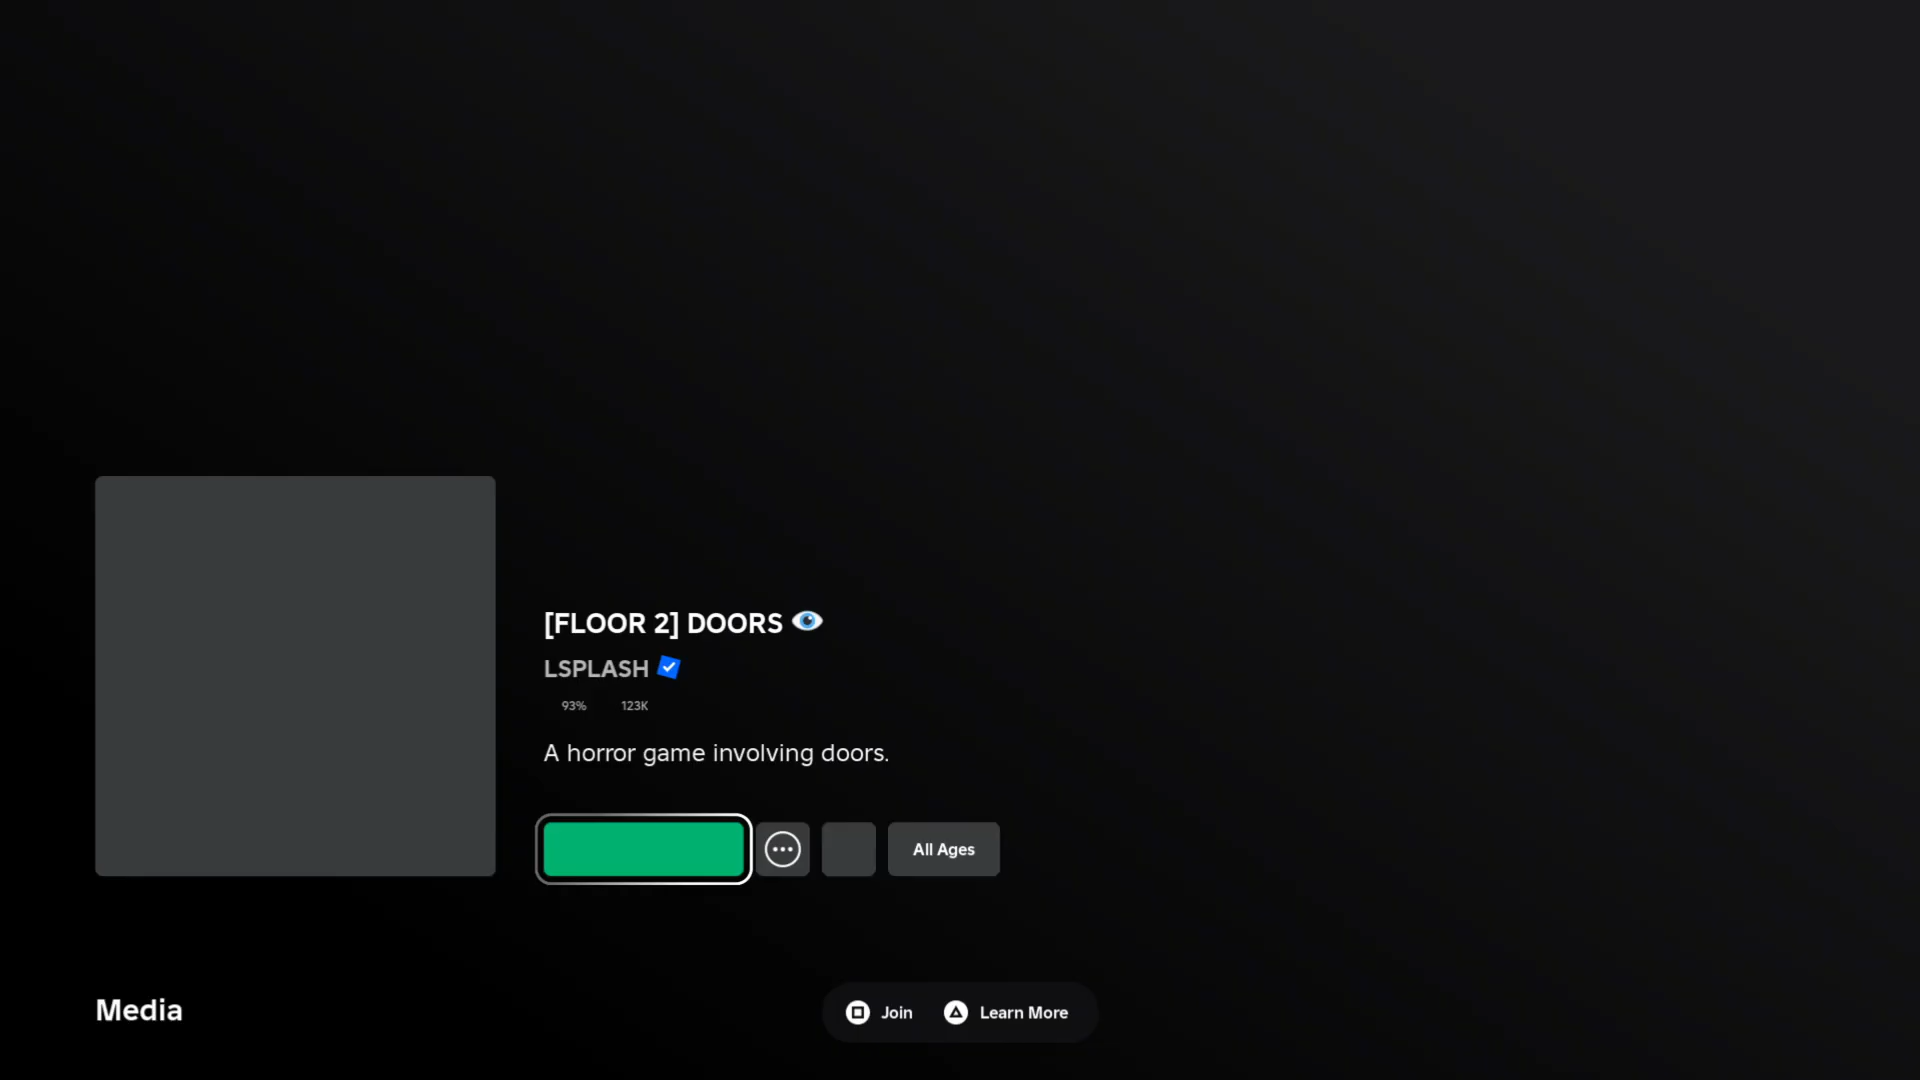 [FLOOR 2] DOORS 👁️
LSPLASH
93% 123K
A horror game involving doors.
All Ages
Media
Join Learn More